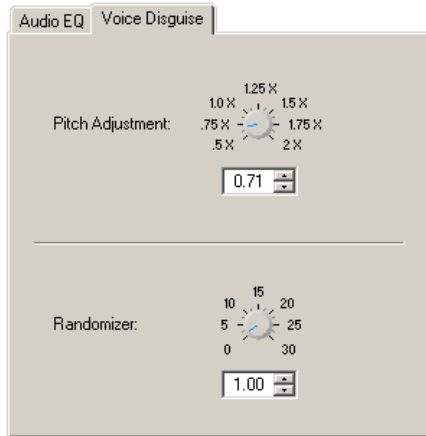 Audio EQ Voice Disguise
1.25 X
1.0 X 1.5 X
Pitch Adjustment: .75 X 1.75 X
.5 X 2 X
0.71
15
10 20
Randomizer: 5 25
0 30
1.00